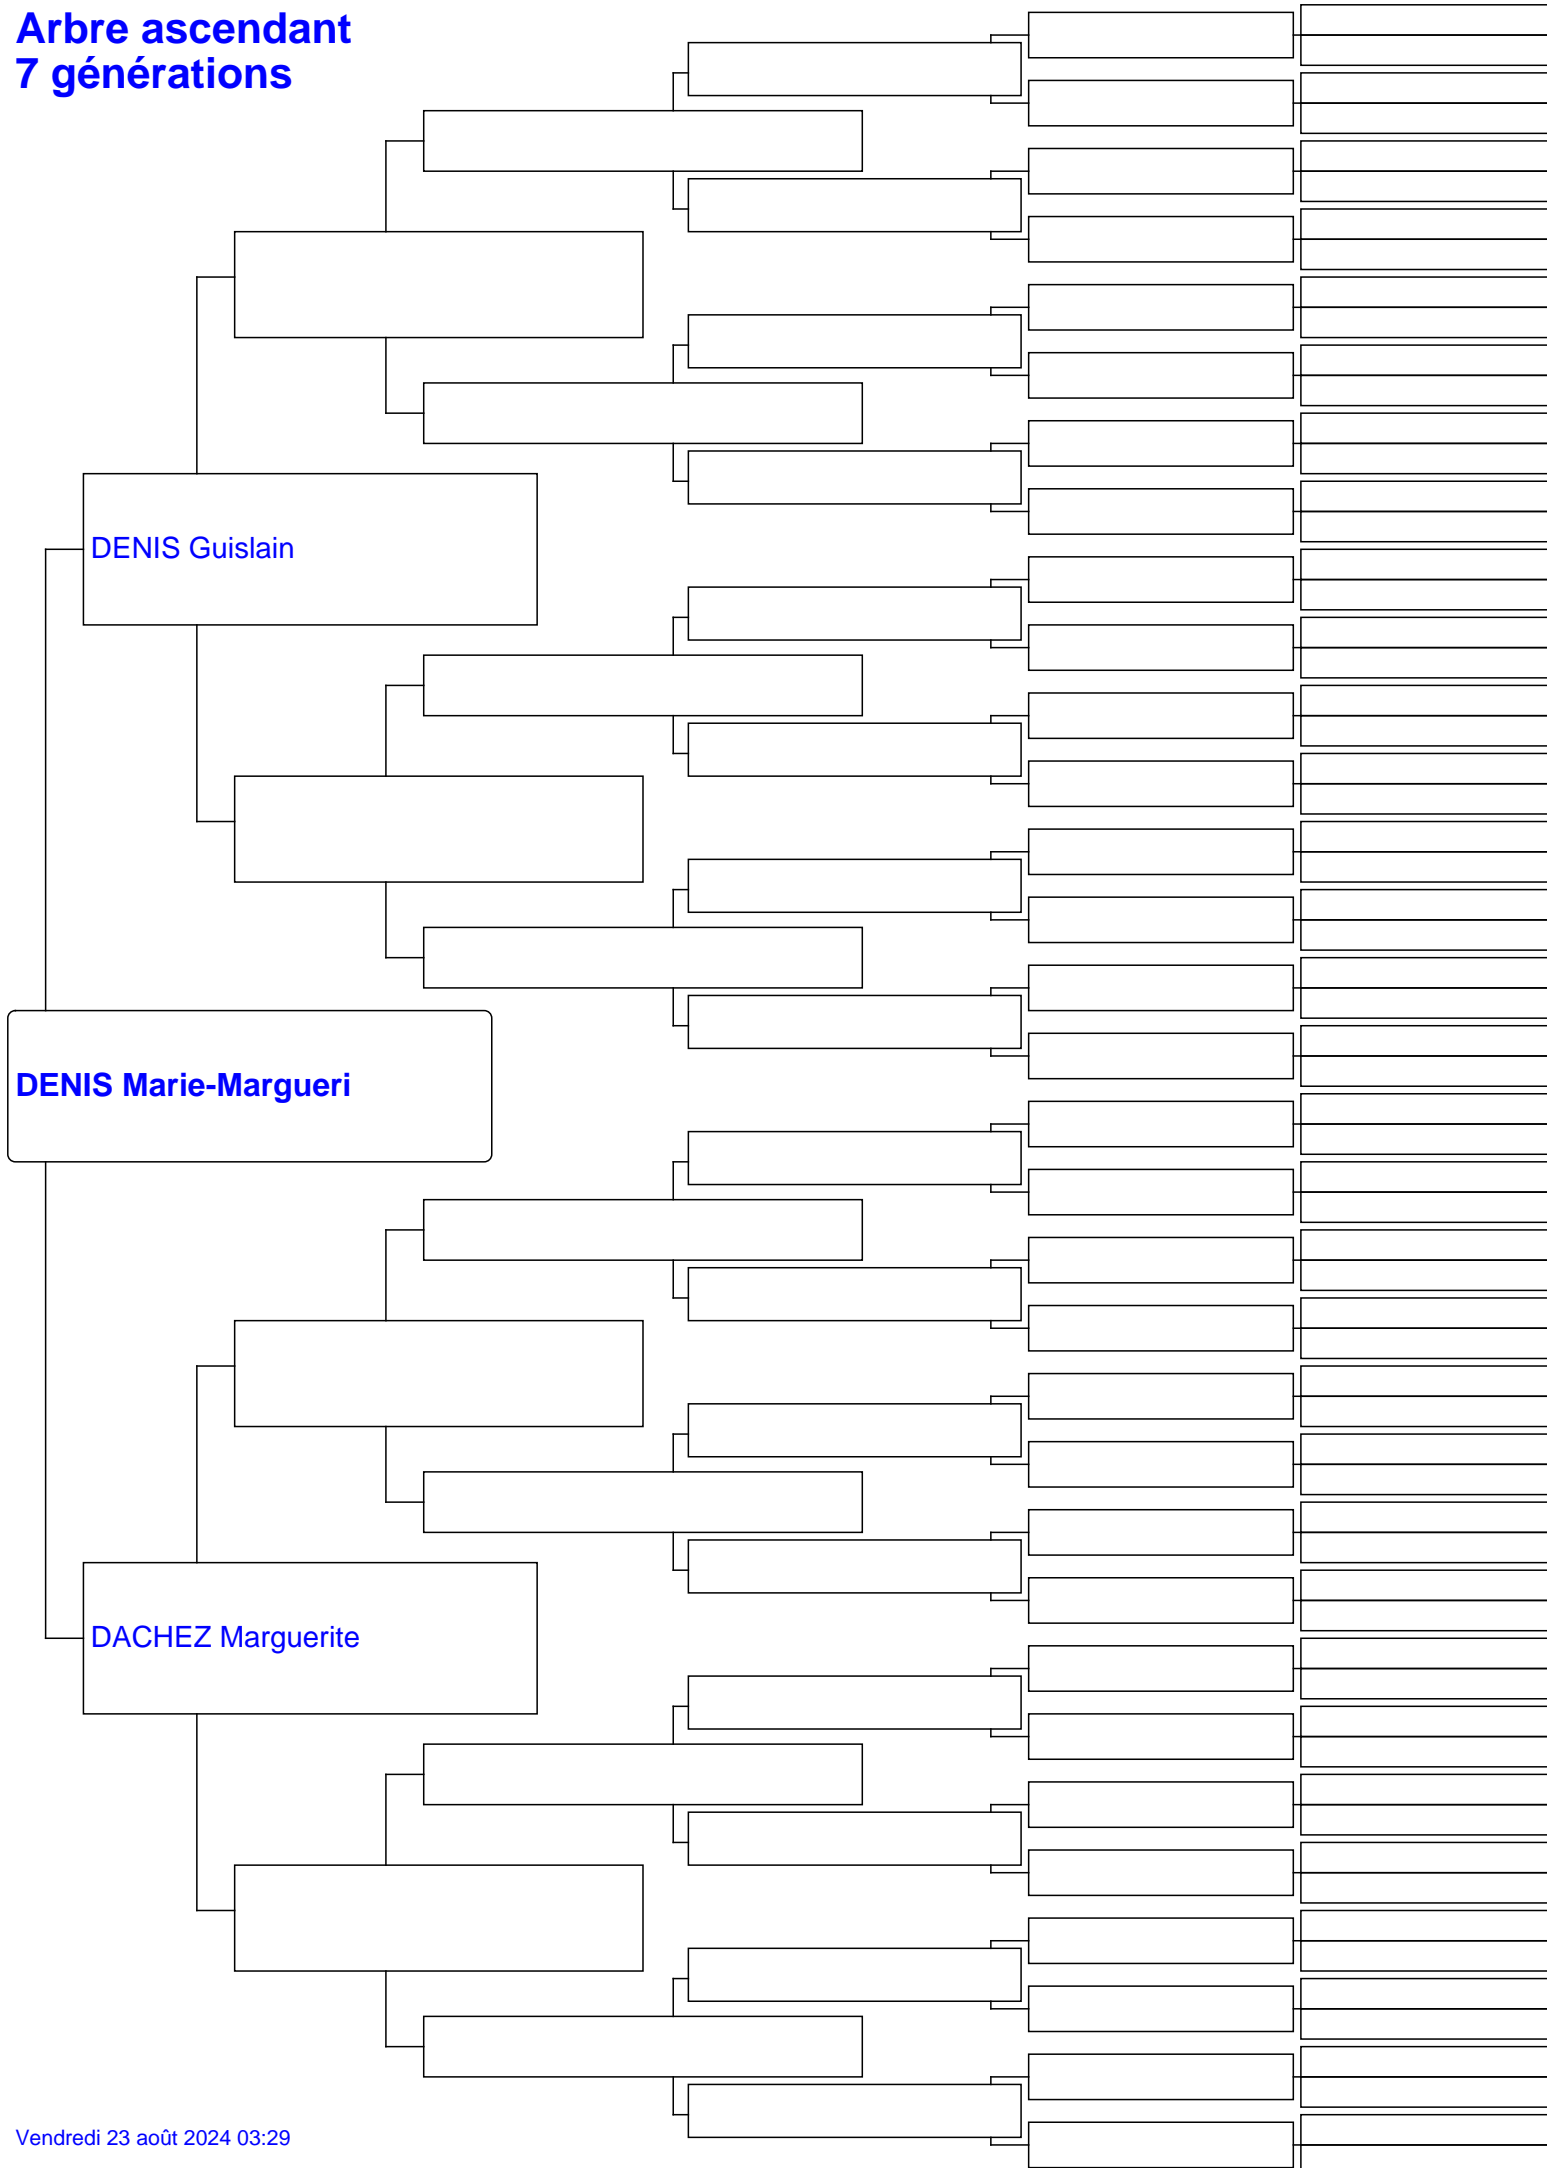 Arbre ascendant
7 générations
DENIS Guislain
DENIS Marie-Margueri
DACHEZ Marguerite
Vendredi 23 août 2024 03:29